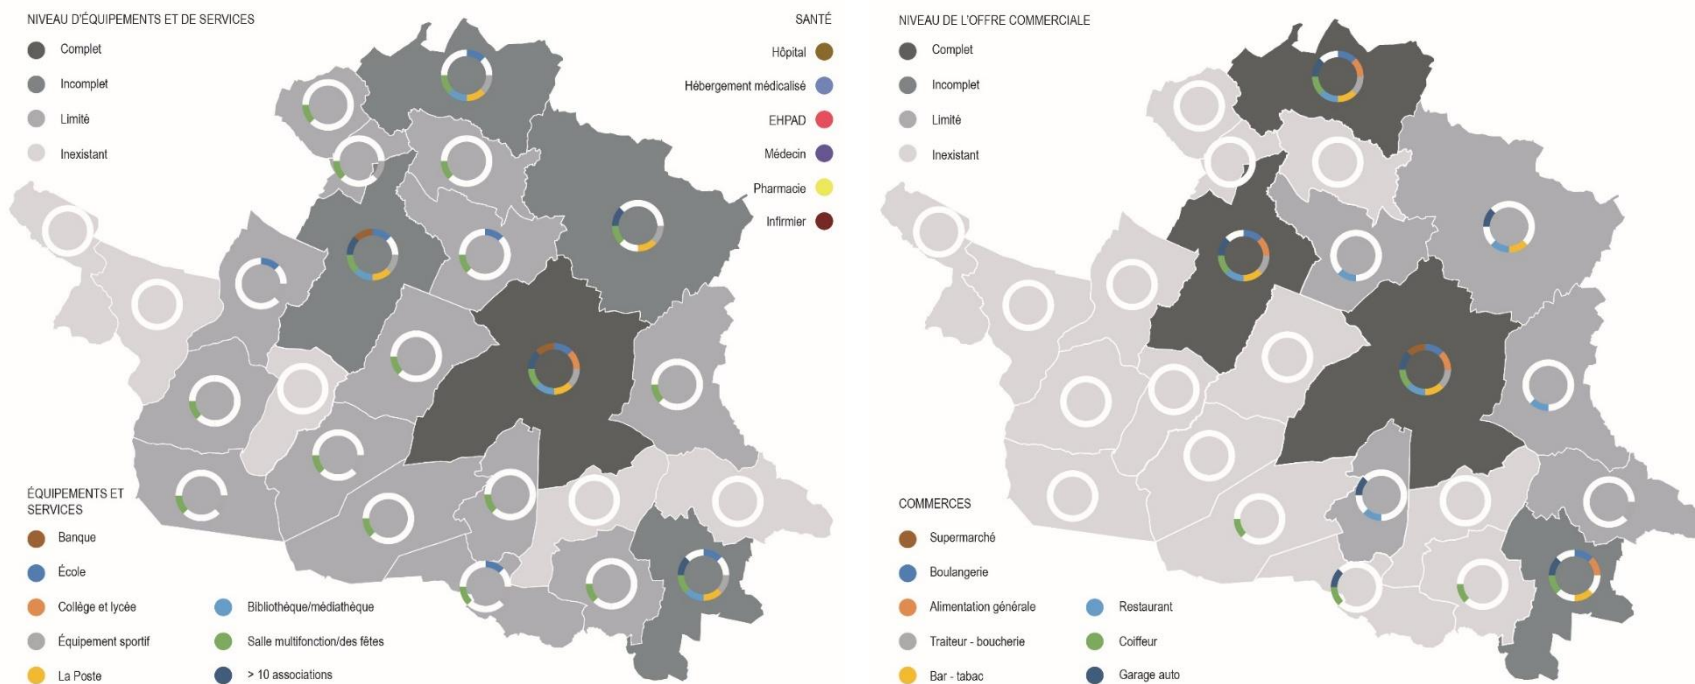 NIVEAU D'ÉQUIPEMENTS ET DE SERVICES
Complet
Incomplet
Limité
Inexistant
SANTÉ
Hôpital
Hébergement médicalisé
EHPAD
Médecin
Pharmacie
Infirmier
ÉQUIPEMENTS ET
SERVICES
Banque
École
Collège et lycée
Équipement sportif
La Poste
Bibliothèque/médiathèque
Salle multifonction/des fêtes
> 10 associations
NIVEAU DE L'OFFRE COMMERCIALE
Complet
Incomplet
Limité
Inexistant
COMMERCES
Supermarché
Boulangerie
Alimentation générale
Traiteur - boucherie
Bar - tabac
Restaurant
Coiffeur
Garage auto